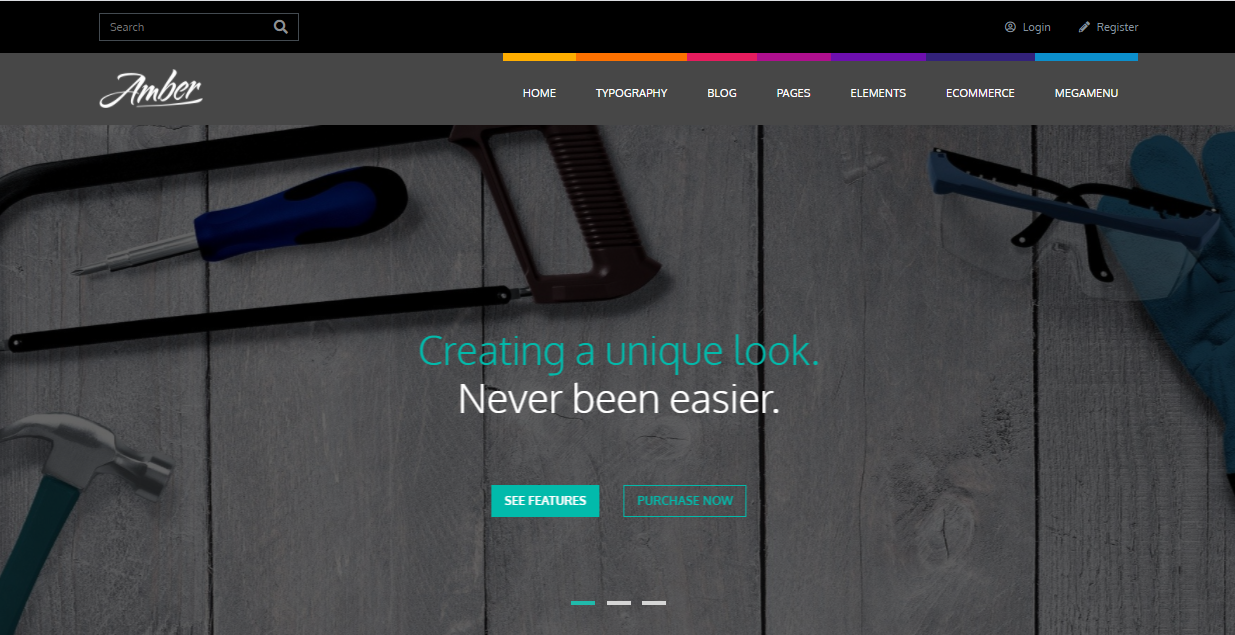 Search
Login
Register
Amber
HOME
TYPOGRAPHY
BLOG
PAGES
ELEMENTS
ECOMMERCE
MEGAMENU
Creating a unique look.
Never been easier.
SEE FEATURES
PURCHASE NOW